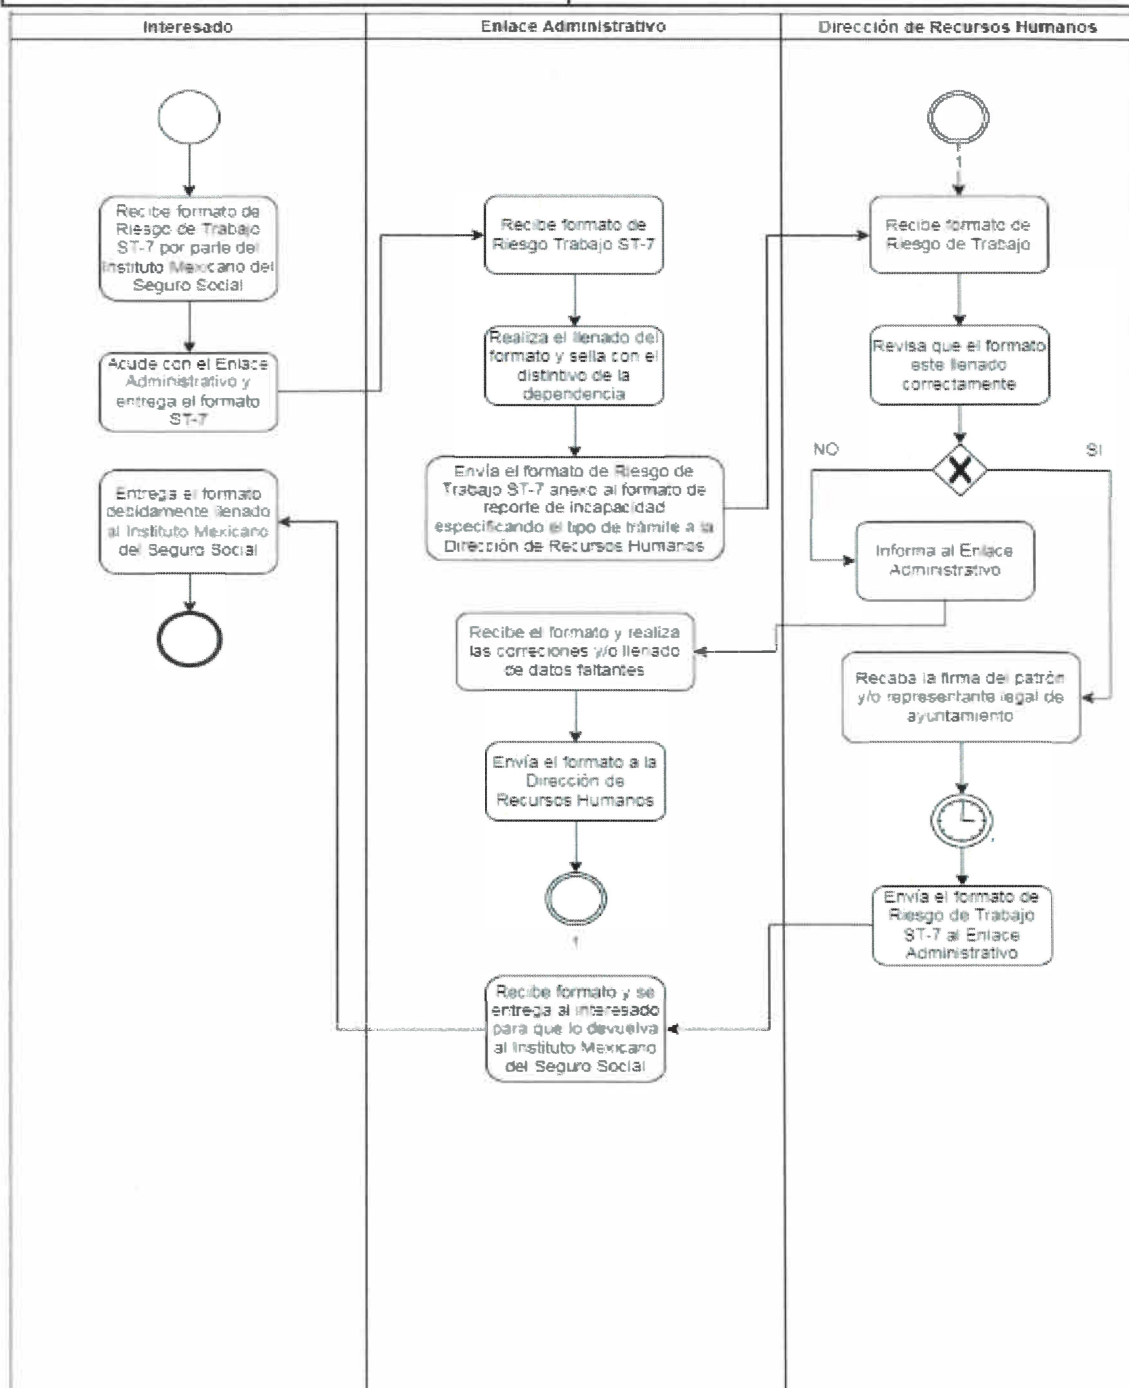 Interesado
Enlace Administrativo
Dirección de Recursos Humanos
Recibe formato de
Riesgo de Trabajo
ST-7 por parte del
Instituto Mexicano del
Seguro Social
Acude con el Enlace
Administrativo y
entrega el formato
ST-7
Entrega el formato
debidamente llenado
al Instituto Mexicano
del Seguro Social
Recibe formato de
Riesgo Trabajo ST-7
Realiza el llenado del
formato y sella con el
distintivo de la
dependencia
Envía el formato de Riesgo de
Trabajo ST-7 anexo al formato de
reporte de incapacidad
especificando el tipo de trámite a la
Dirección de Recursos Humanos
Recibe el formato y realiza
las correciones y/o llenado
de datos faltantes
Envía el formato a la
Dirección de
Recursos Humanos
1
Recibe formato y se
entrega al interesado
para que lo devuelva
al Instituto Mexicano
del Seguro Social
1
Recibe formato de
Riesgo de Trabajo
Revisa que el formato
este llenado
correctamente
NO
SI
Informa al Enlace
Administrativo
Recaba la firma del patrón
y/o representante legal de
ayuntamiento
Envía el formato de
Riesgo de Trabajo
ST-7 al Enlace
Administrativo